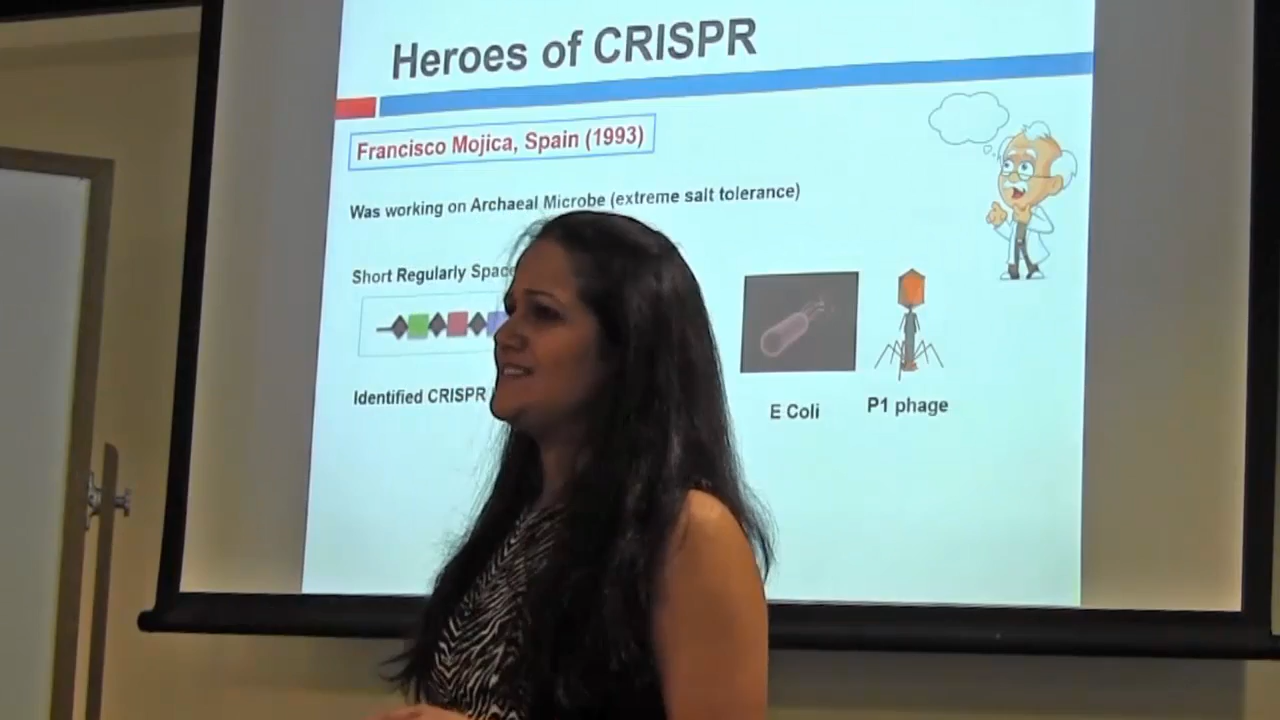 Heroes of CRISPR
Francisco Mojica, Spain (1993)
Was working on Archaeal Microbe (extreme salt tolerance)
Short Regularly
Identified CRISPR
E Coli
P1 phage